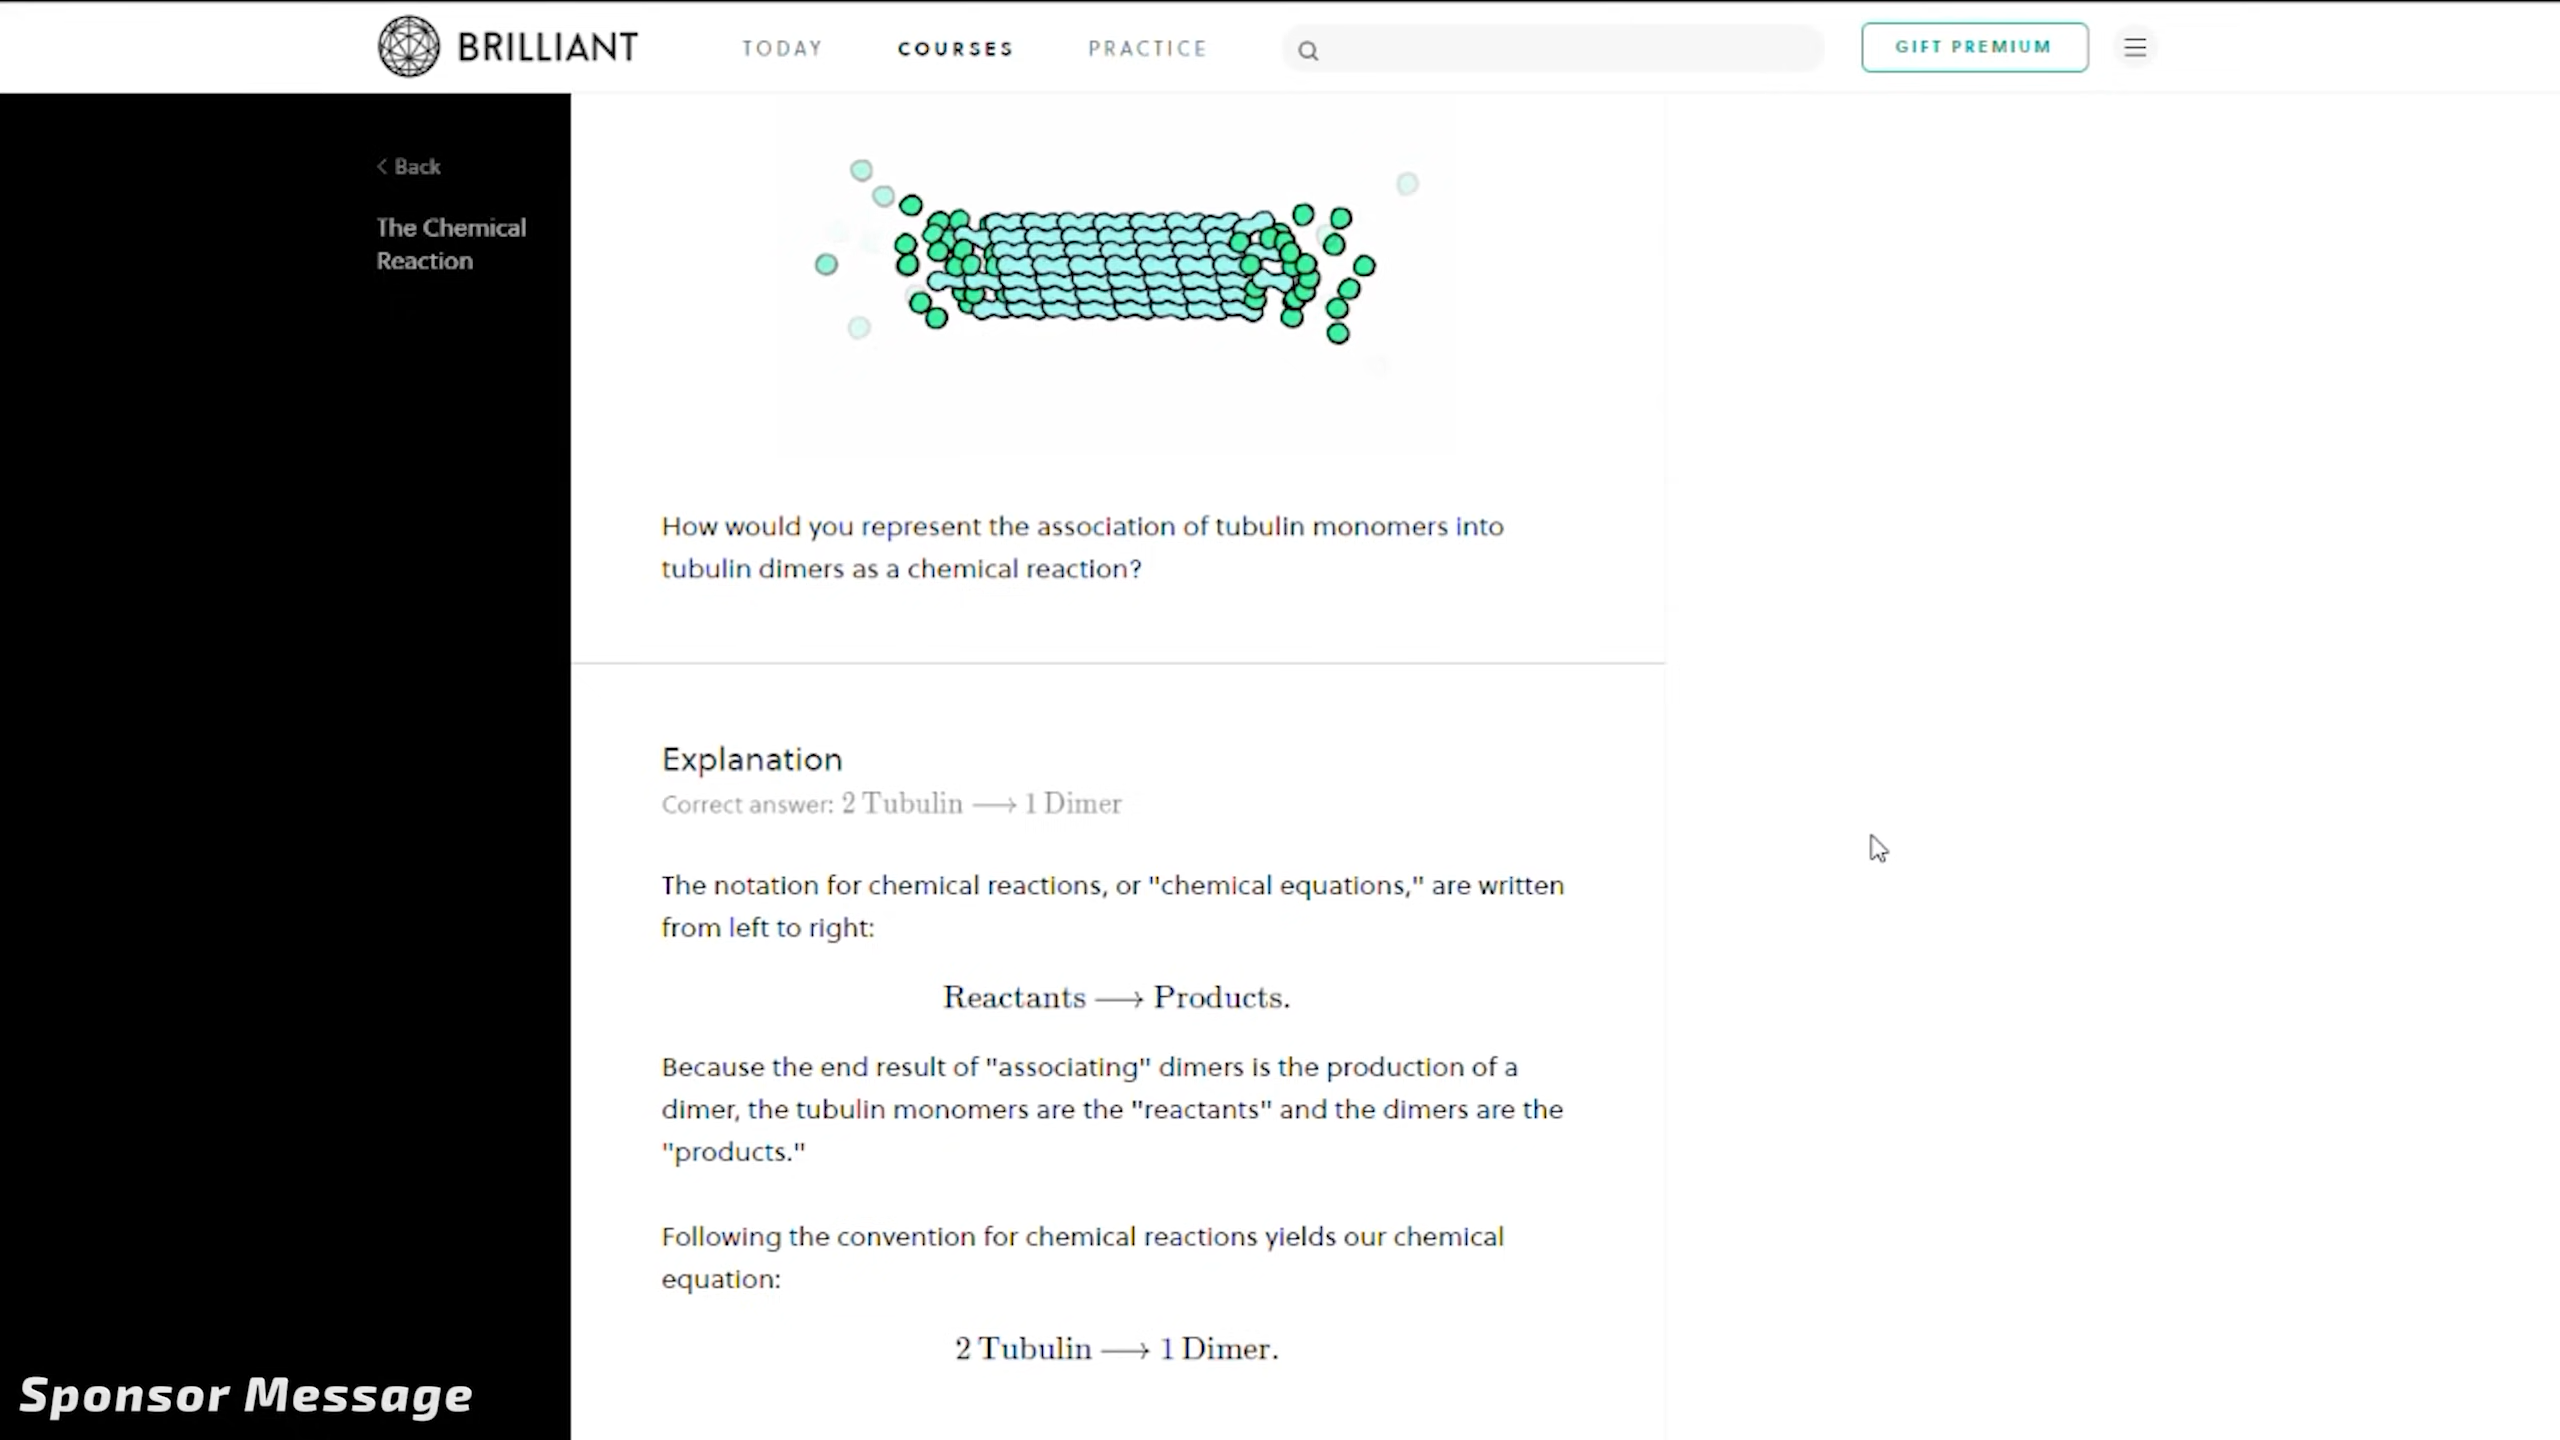 BRILLIANT TODAY COURSES PRACTICE GIFT PREMIUM
< Back
The Chemical
Reaction
How would you represent the association of tubulin monomers into
tubulin dimers as a chemical reaction?
Explanation
Correct answer: 2 Tubulin ⟶ 1 Dimer
The notation for chemical reactions, or "chemical equations," are written
from left to right:
Reactants ⟶ Products.
Because the end result of "associating" dimers is the production of a
dimer, the tubulin monomers are the "reactants" and the dimers are the
"products."
Following the convention for chemical reactions yields our chemical
equation:
2 Tubulin ⟶ 1 Dimer.
Sponsor Message